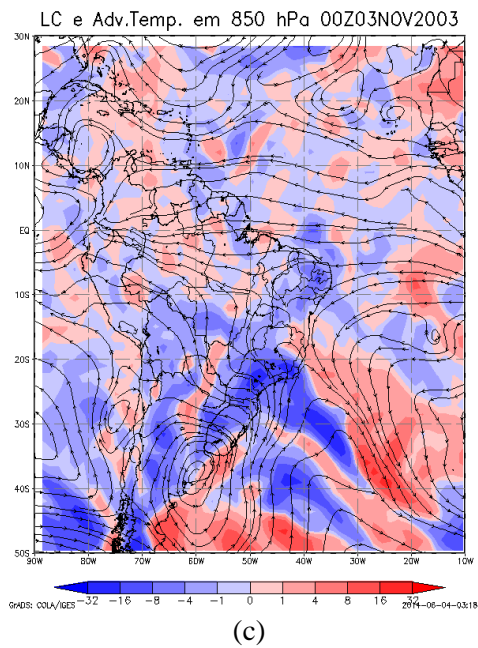 LC e Adv.Temp. em 850 hPa 00Z03NOV2003
30N
20N
10N
EQ
10S
20S
30S
40S
50S
90W 80W 70W 60W 50W 40W 30W 20W 10W
-32 -16 -8 -4 -1 0 1 4 8 16 32
GrADS: COLA/IGES 2014-06-04-03:18
(c)